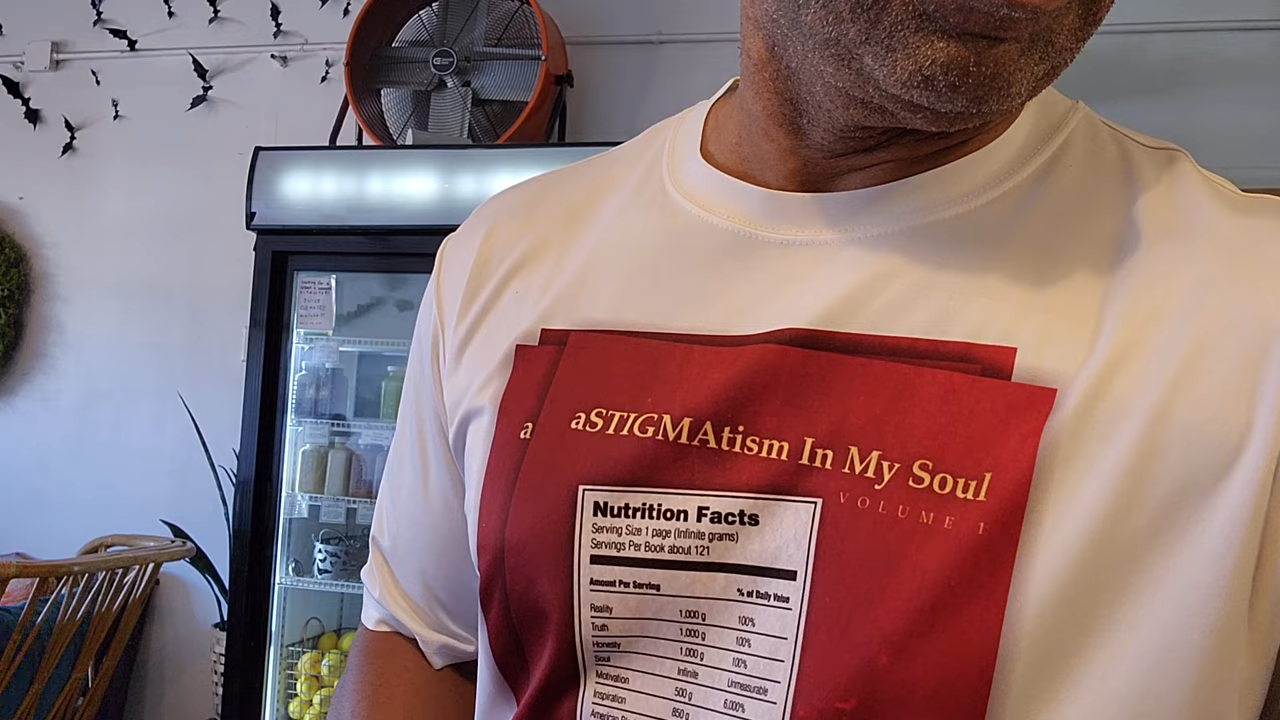 aSTIGMAtism In My Soul
VOLUME 1
a
Nutrition Facts
Serving Size 1 page (Infinite grams)
Servings Per Book about 121
Amount Per Serving % of Daily Value
Reality 1,000 g 100%
Truth 1,000 g 100%
Honesty 1,000 g 100%
Soul Infinite Unmeasurable
Motivation 500 g 6,000%
Inspiration 850 g
American